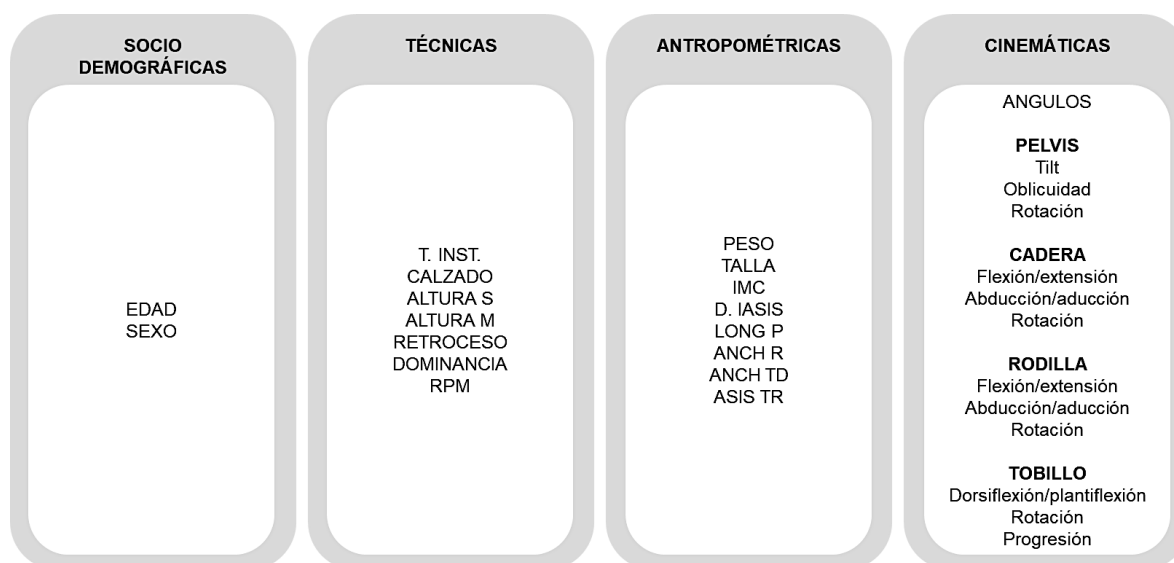 SOCIO
DEMOGRÁFICAS
EDAD
SEXO
TÉCNICAS
T. INST.
CALZADO
ALTURA S
ALTURA M
RETROCESO
DOMINANCIA
RPM
ANTROPOMÉTRICAS
PESO
TALLA
IMC
D. IASIS
LONG P
ANCH R
ANCH TD
ASIS TR
CINEMÁTICAS
ANGULOS
PELVIS
Tilt
Oblicuidad
Rotación
CADERA
Flexión/extensión
Abducción/aducción
Rotación
RODILLA
Flexión/extensión
Abducción/aducción
Rotación
TOBILLO
Dorsiflexión/plantiflexión
Rotación
Progresión